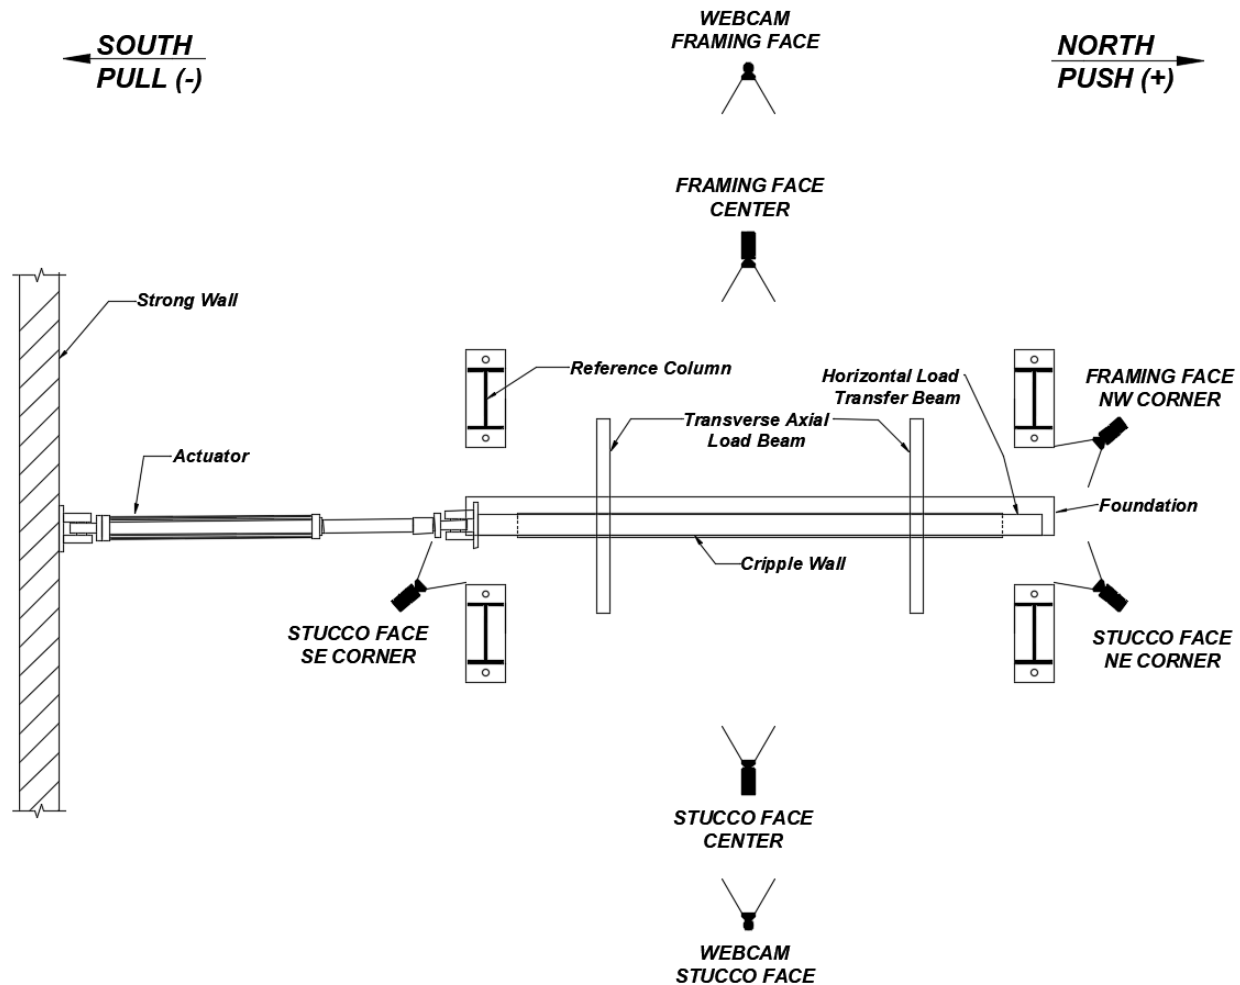 WEBCAM
FRAMING FACE
SOUTH
PULL (-)
NORTH
PUSH (+)
FRAMING FACE
CENTER
Strong Wall
Reference Column
Horizontal Load
Transfer Beam
FRAMING FACE
NW CORNER
Transverse Axial
Load Beam
Actuator
Foundation
Cripple Wall
STUCCO FACE
SE CORNER
STUCCO FACE
NE CORNER
STUCCO FACE
CENTER
WEBCAM
STUCCO FACE